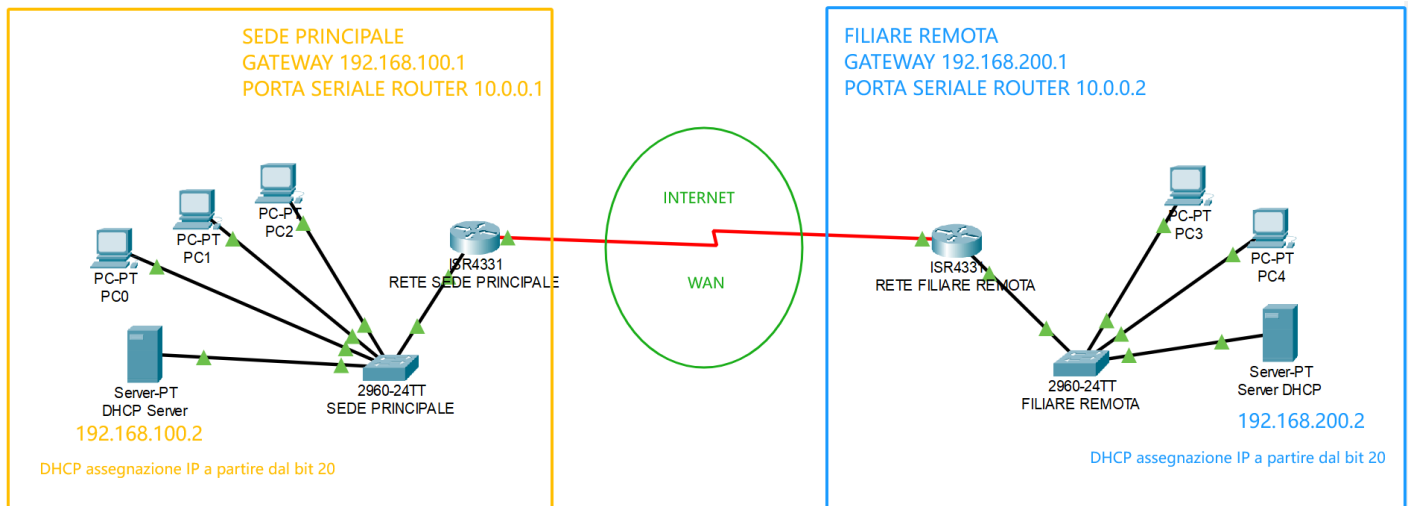 SEDE PRINCIPALE
GATEWAY 192.168.100.1
PORTA SERIALE ROUTER 10.0.0.1
PC-PT
PC2
PC-PT
PC1
PC-PT
PC0
ISR4331
RETE SEDE PRINCIPALE
Server-PT
DHCP Server
192.168.100.2
2960-24TT
SEDE PRINCIPALE
DHCP assegnazione IP a partire dal bit 20
INTERNET
WAN
FILIARE REMOTA
GATEWAY 192.168.200.1
PORTA SERIALE ROUTER 10.0.0.2
PC-PT
PC3
PC-PT
PC4
ISR4331
RETE FILIARE REMOTA
2960-24TT
FILIARE REMOTA
Server-PT
Server DHCP
192.168.200.2
DHCP assegnazione IP a partire dal bit 20